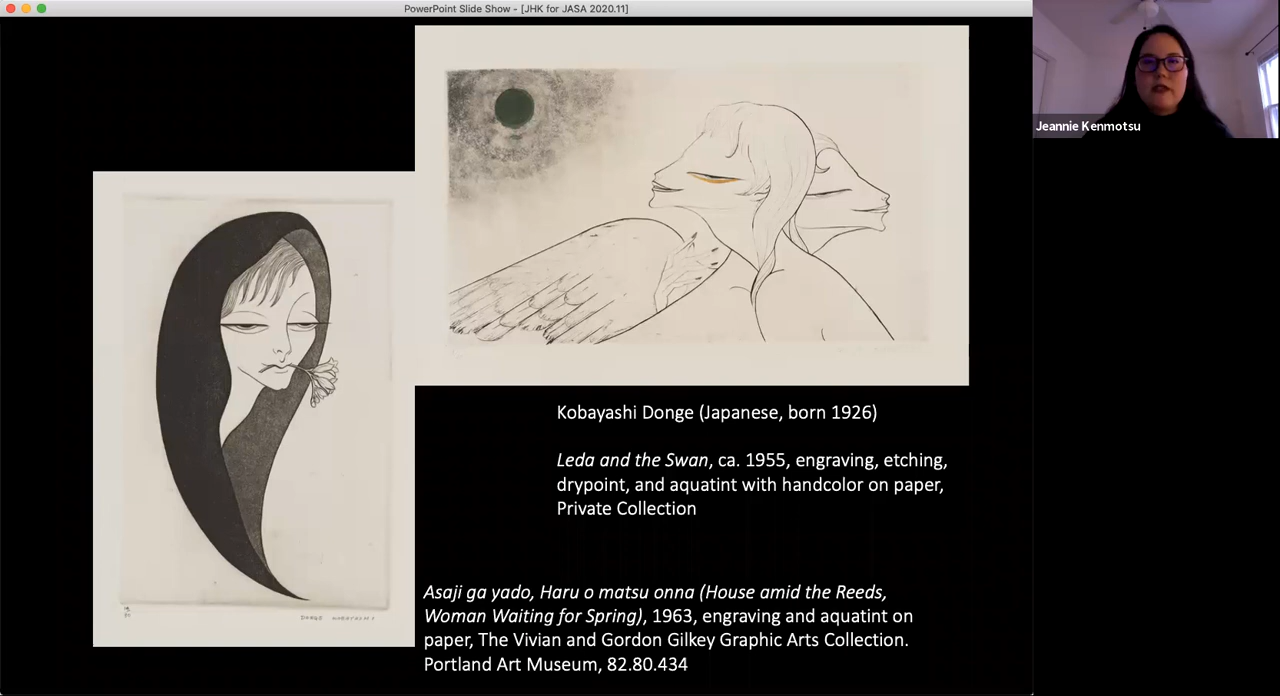 PowerPoint Slide Show - [JHK for JASA 2020.11]
Jeannie Kenmotsu
Kobayashi Donge (Japanese, born 1926)
Leda and the Swan, ca. 1955, engraving, etching,
drypoint, and aquatint with handcolor on paper,
Private Collection
Asaji ga yado, Haru o matsu onna (House amid the Reeds,
Woman Waiting for Spring), 1963, engraving and aquatint on
paper, The Vivian and Gordon Gilkey Graphic Arts Collection.
Portland Art Museum, 82.80.434
DONGE KOBAYASHI